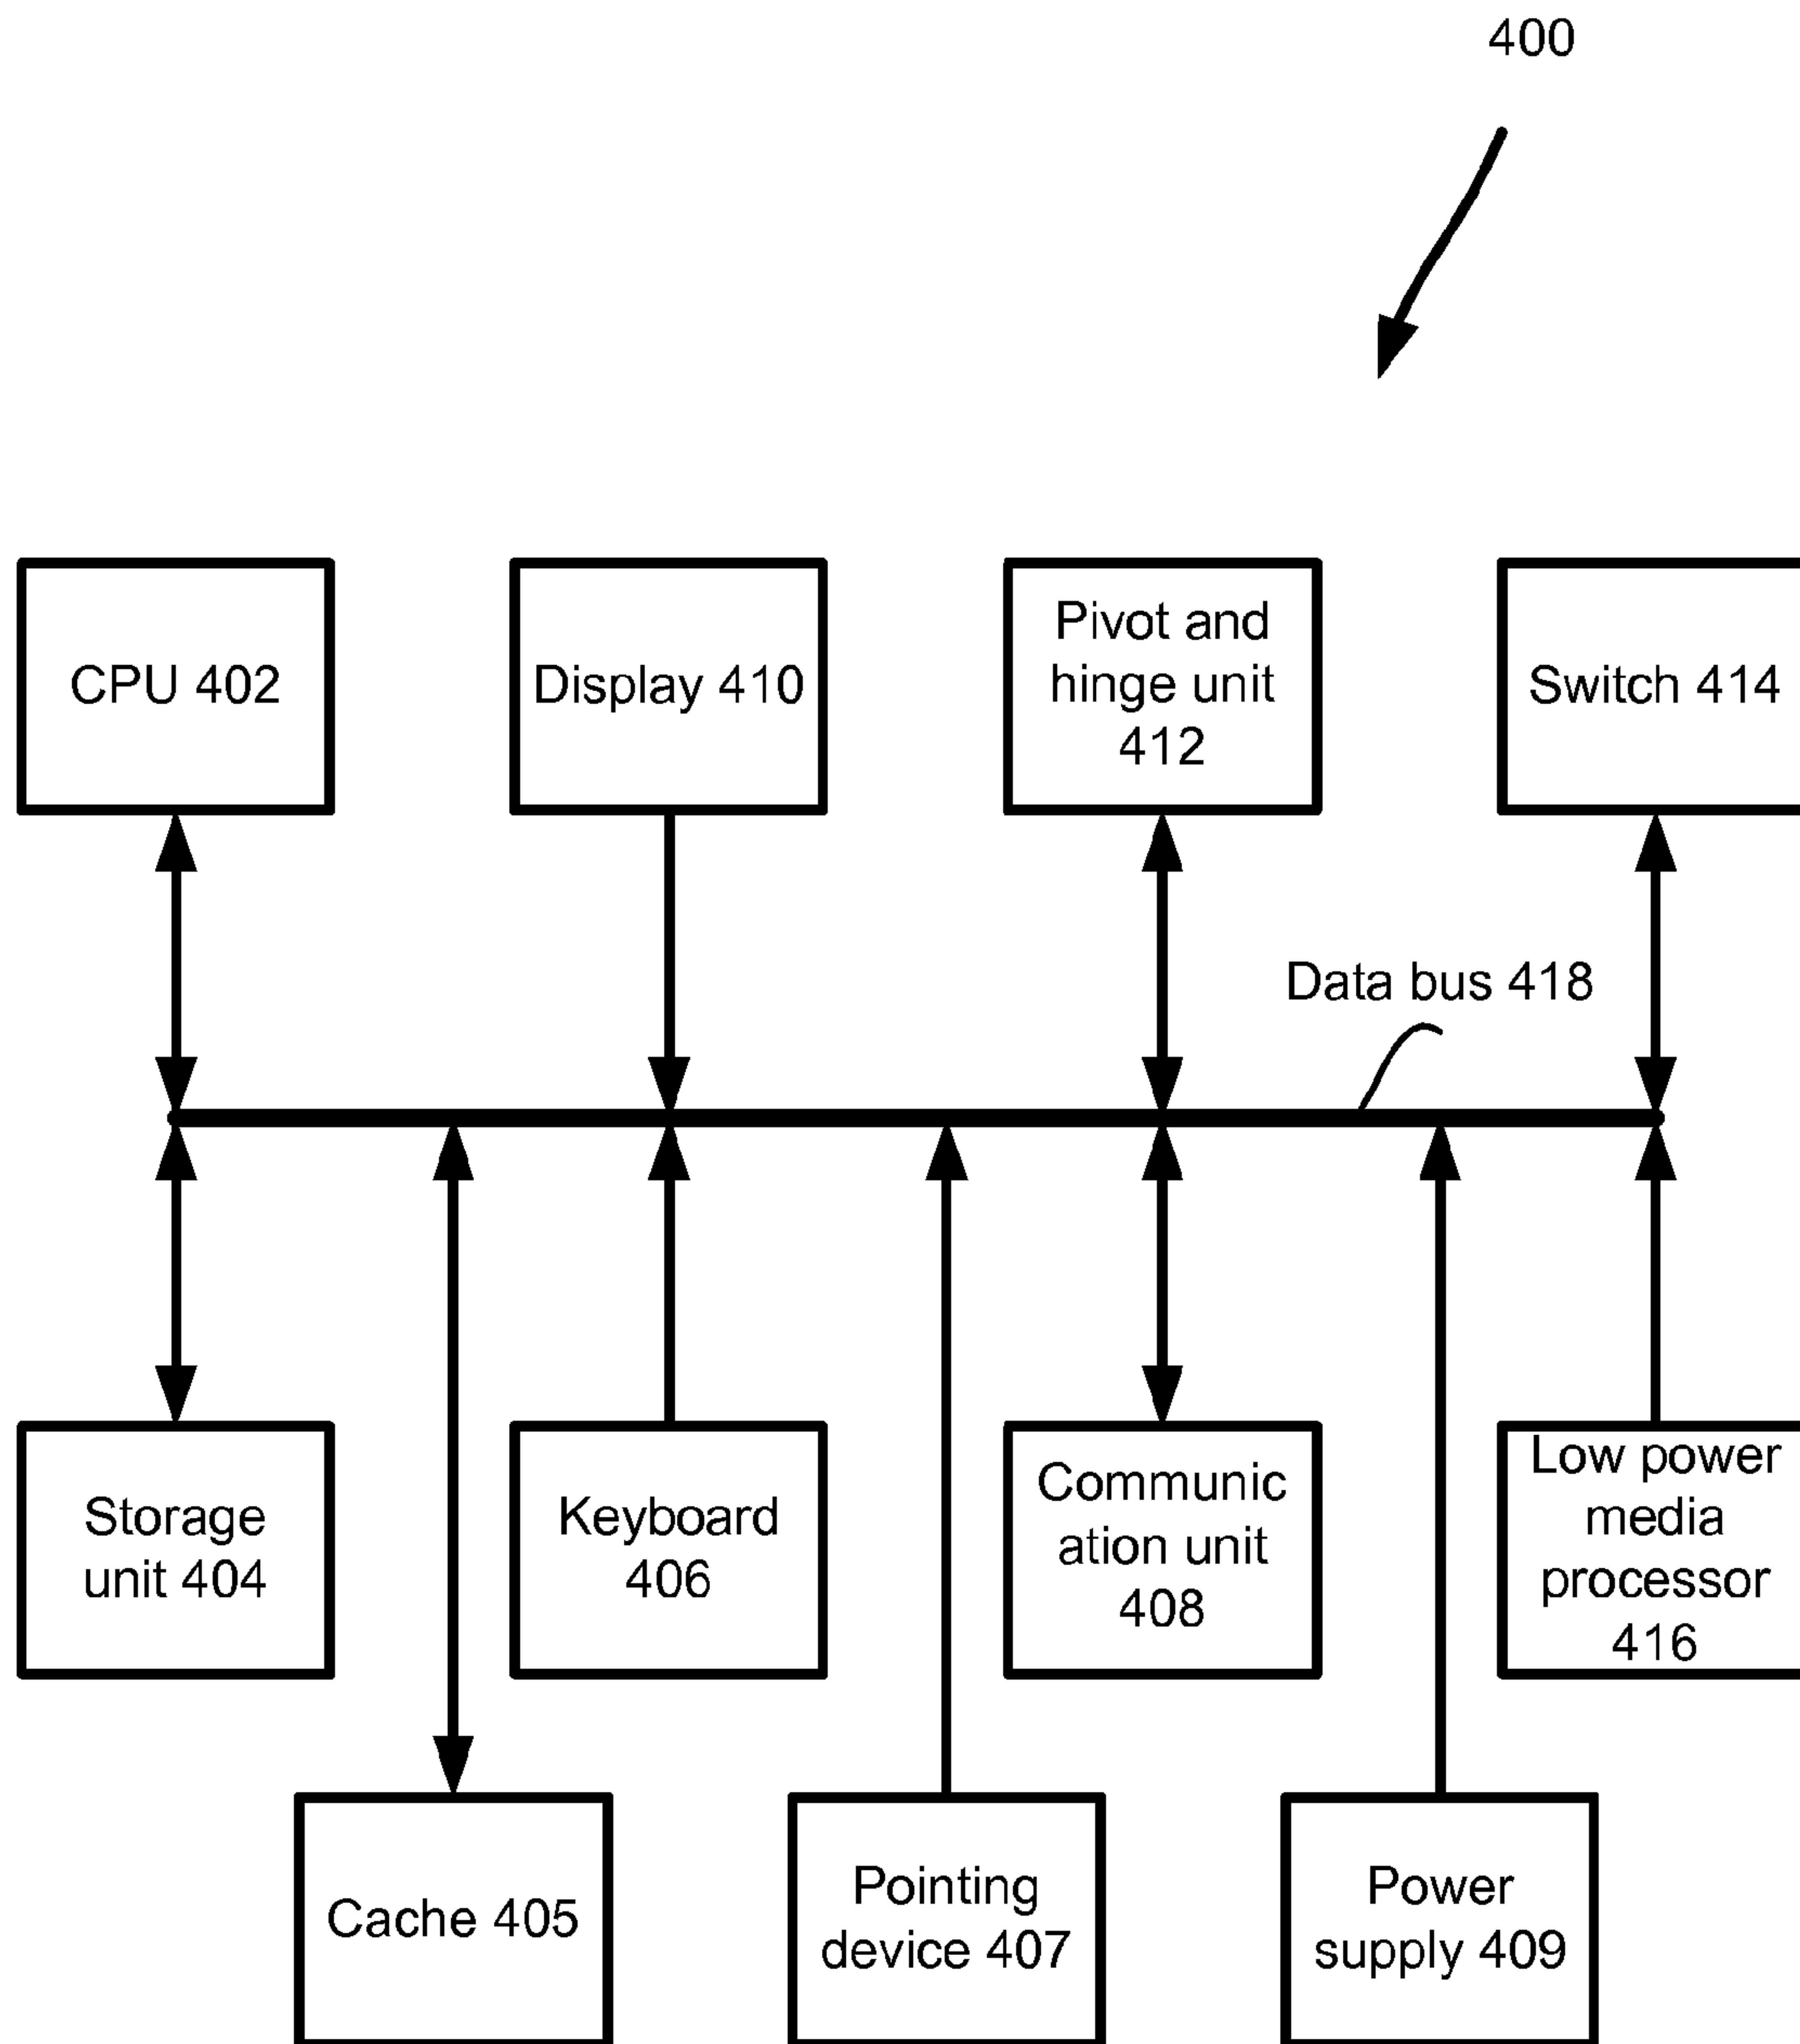 400
CPU 402
Display 410
Pivot and
hinge unit
412
Switch 414
Data bus 418
Storage
unit 404
Keyboard
406
Communic
ation unit
408
Low power
media
processor
416
Cache 405
Pointing
device 407
Power
supply 409